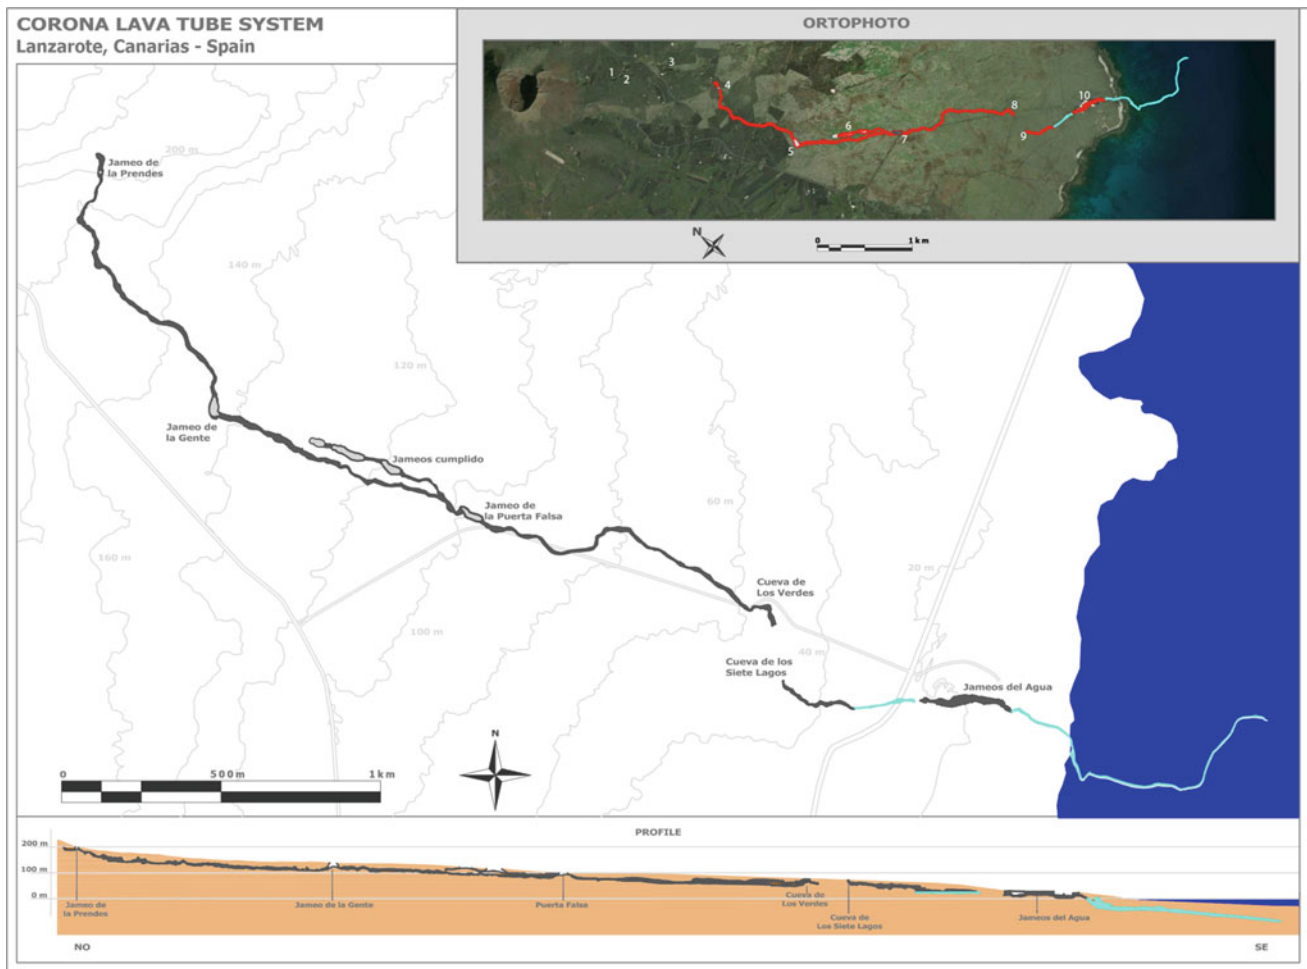 CORONA LAVA TUBE SYSTEM
Lanzarote, Canarias - Spain
ORTOPHOTO
1
2
3
4
5
6
7
8
9
10
N
0
1 km
200 m
Jameo de
la Prendes
140 m
120 m
Jameo de
la Gente
Jameos cumplido
Jameo de
la Puerta Falsa
60 m
160 m
20 m
Cueva de
Los Verdes
100 m
40 m
Cueva de los
Siete Lagos
Jameos del Agua
N
0
500m
1km
PROFILE
200 m
100 m
0 m
Jameo de
la Prendes
Jameo de la Gente
Puerta Falsa
Cueva de
Los Verdes
Cueva de
Los Siete Lagos
Jameos del Agua
NO
SE